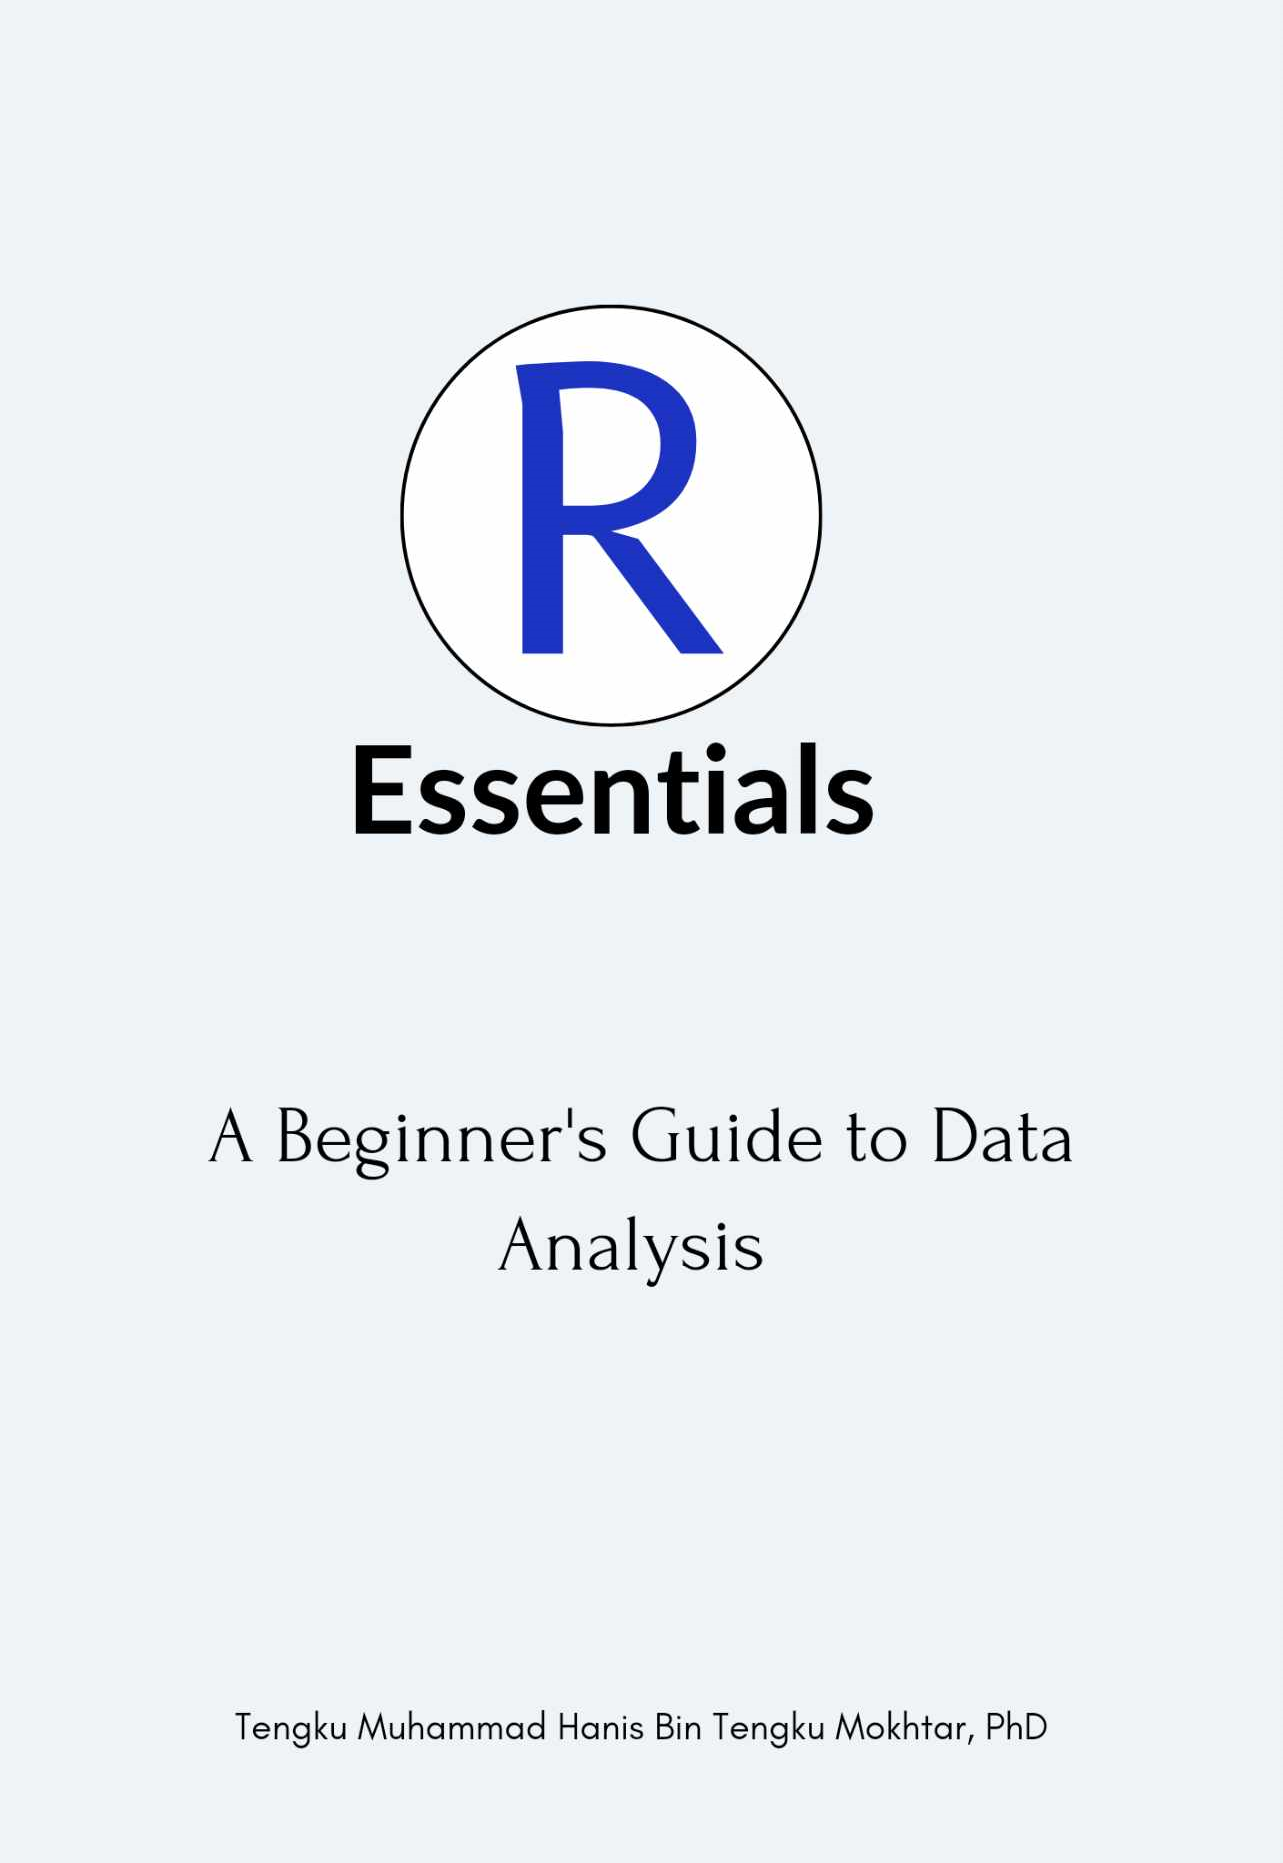 R
Essentials
A Beginner's Guide to Data
Analysis
Tengku Muhammad Hanis Bin Tengku Mokhtar, PhD